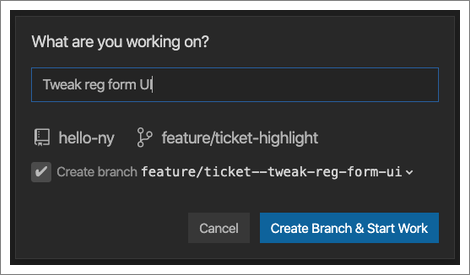 What are you working on?
Tweak reg form UI
hello-ny feature/ticket-highlight
Create branch feature/ticket--tweak-reg-form-ui
Cancel Create Branch & Start Work